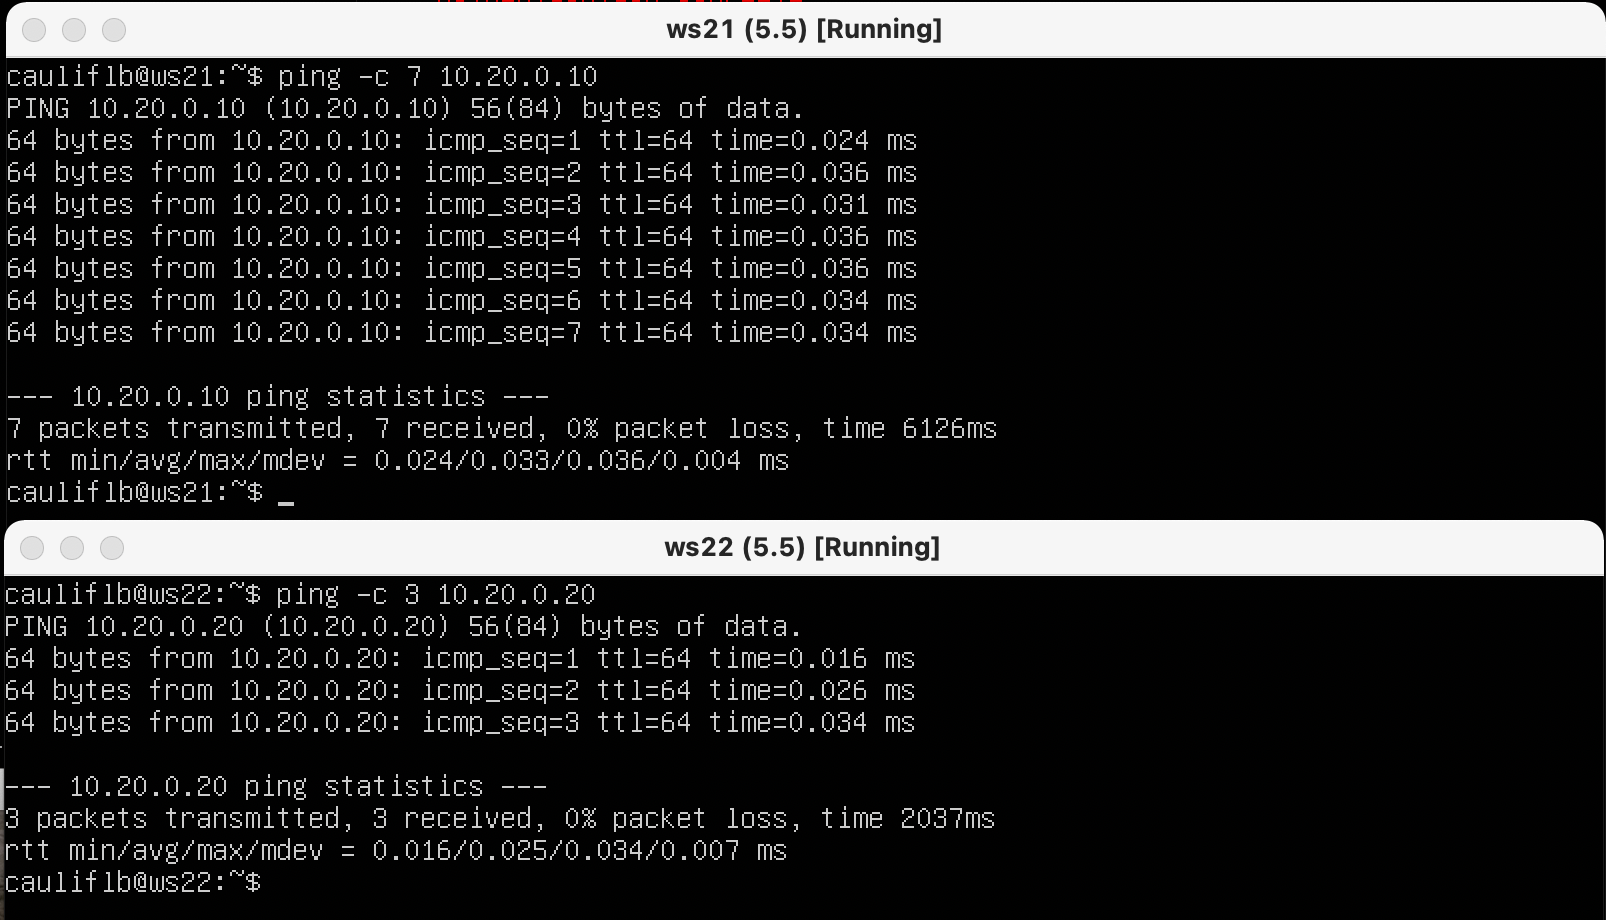 ws21 (5.5) [Running]
cauliflb@ws21:~$ ping -c 7 10.20.0.10
PING 10.20.0.10 (10.20.0.10) 56(84) bytes of data.
64 bytes from 10.20.0.10: icmp_seq=1 ttl=64 time=0.024 ms
64 bytes from 10.20.0.10: icmp_seq=2 ttl=64 time=0.036 ms
64 bytes from 10.20.0.10: icmp_seq=3 ttl=64 time=0.031 ms
64 bytes from 10.20.0.10: icmp_seq=4 ttl=64 time=0.036 ms
64 bytes from 10.20.0.10: icmp_seq=5 ttl=64 time=0.036 ms
64 bytes from 10.20.0.10: icmp_seq=6 ttl=64 time=0.034 ms
64 bytes from 10.20.0.10: icmp_seq=7 ttl=64 time=0.034 ms
--- 10.20.0.10 ping statistics ---
7 packets transmitted, 7 received, 0% packet loss, time 6126ms
rtt min/avg/max/mdev = 0.024/0.033/0.036/0.004 ms
cauliflb@ws21:~$ _
ws22 (5.5) [Running]
cauliflb@ws22:~$ ping -c 3 10.20.0.20
PING 10.20.0.20 (10.20.0.20) 56(84) bytes of data.
64 bytes from 10.20.0.20: icmp_seq=1 ttl=64 time=0.016 ms
64 bytes from 10.20.0.20: icmp_seq=2 ttl=64 time=0.026 ms
64 bytes from 10.20.0.20: icmp_seq=3 ttl=64 time=0.034 ms
--- 10.20.0.20 ping statistics ---
3 packets transmitted, 3 received, 0% packet loss, time 2037ms
rtt min/avg/max/mdev = 0.016/0.025/0.034/0.007 ms
cauliflb@ws22:~$